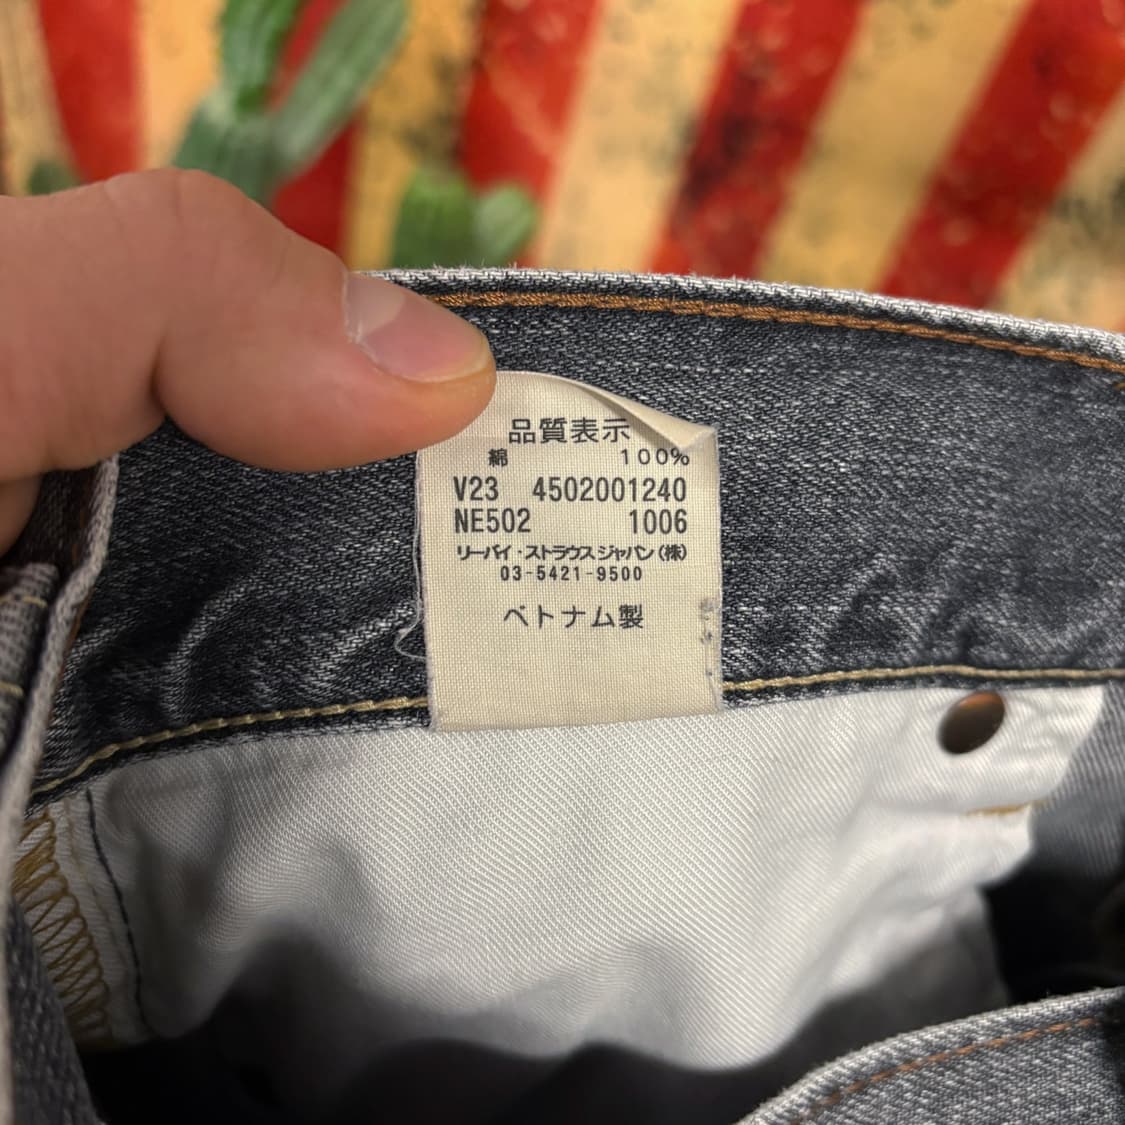 品質表示
綿 100%
V23 4502001240
NE502 1006
リーバイ・ストラウスジャパン(株)
03-5421-9500
ベトナム製